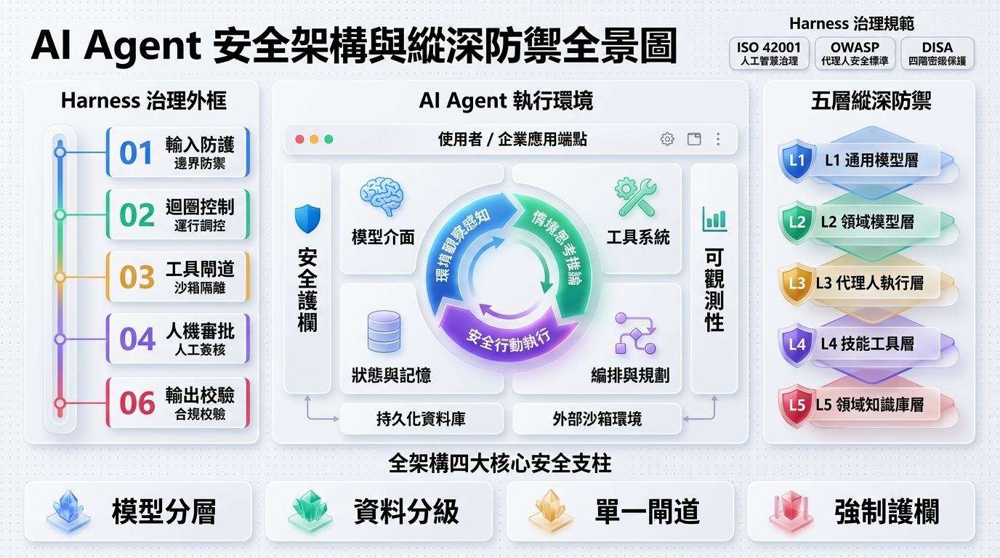 AI Agent 安全架構與縱深防禦全景圖
Harness 治理規範
ISO 42001
人工智慧治理
OWASP
代理人安全標準
DISA
四階密級保護
Harness 治理外框
01
輸入防護
邊界防禦
02
迴圈控制
運行調控
03
工具閘道
沙箱隔離
04
人機審批
人工簽核
06
輸出校驗
合規校驗
AI Agent 執行環境
使用者 / 企業應用端點
安全護欄
模型介面
工具系統
環境觀察感知
情境思考推論
安全行動執行
狀態與記憶
編排與規劃
可觀測性
持久化資料庫
外部沙箱環境
五層縱深防禦
L1
L1 通用模型層
L2
L2 領域模型層
L3
L3 代理人執行層
L4
L4 技能工具層
L5
L5 領域知識庫層
全架構四大核心安全支柱
模型分層
資料分級
單一閘道
強制護欄